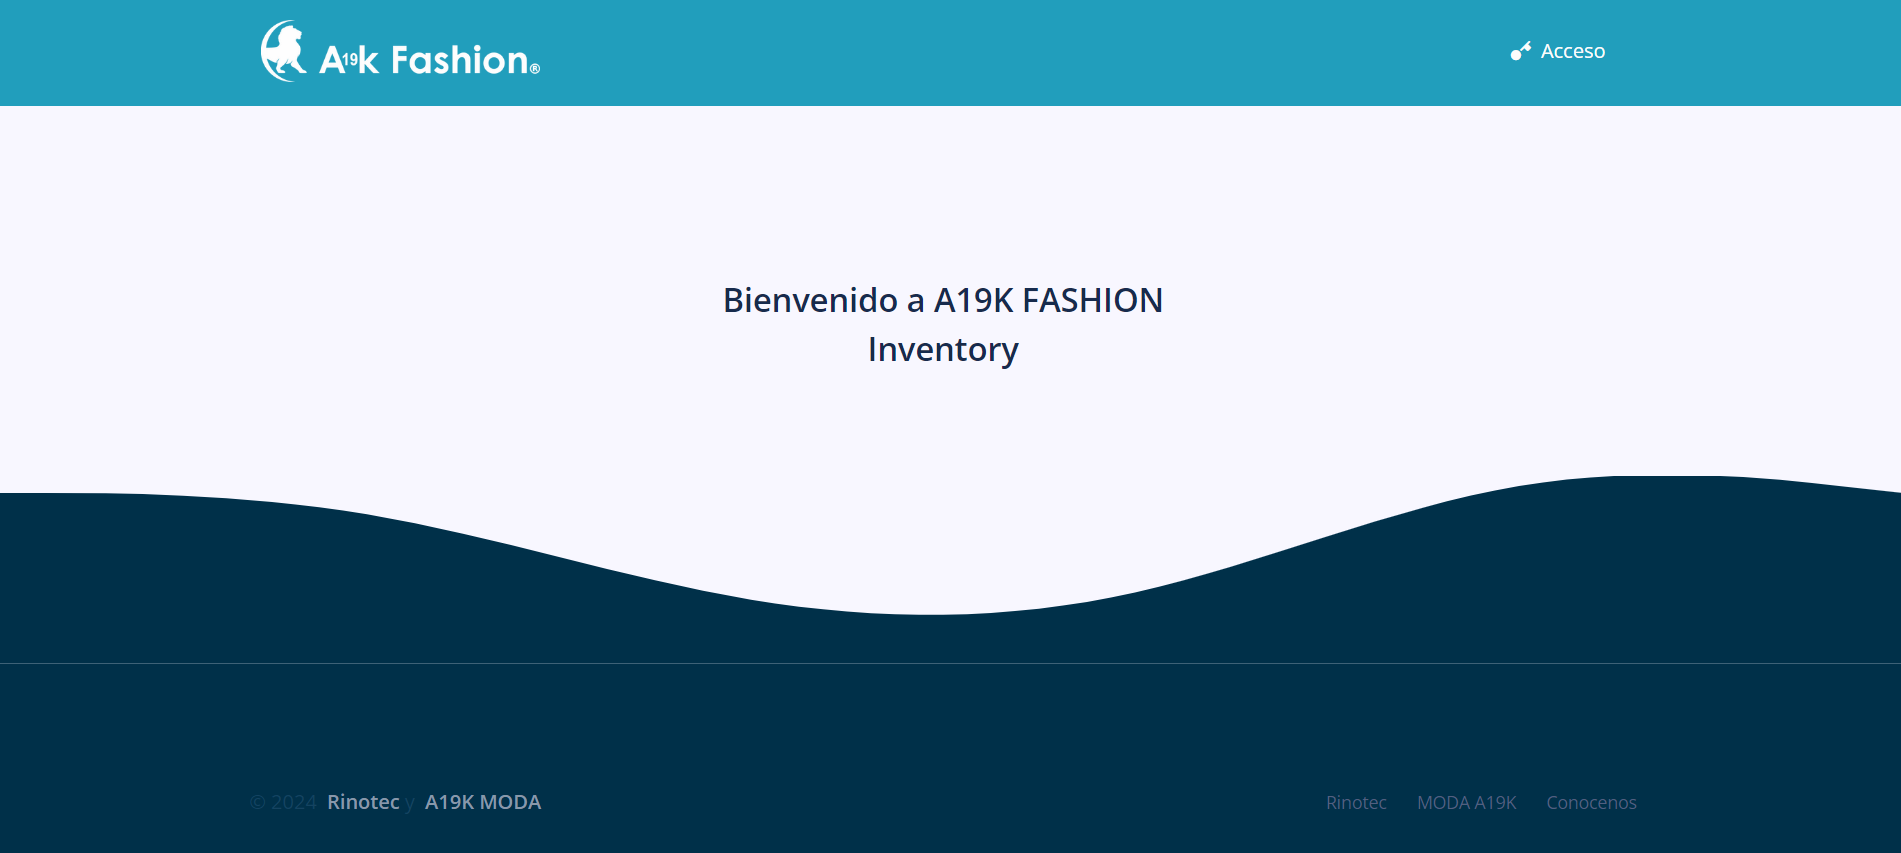 A19k Fashion®
Acceso
Bienvenido a A19K FASHION
Inventory
© 2024 Rinotec y A19K MODA
Rinotec MODA A19K Conocenos